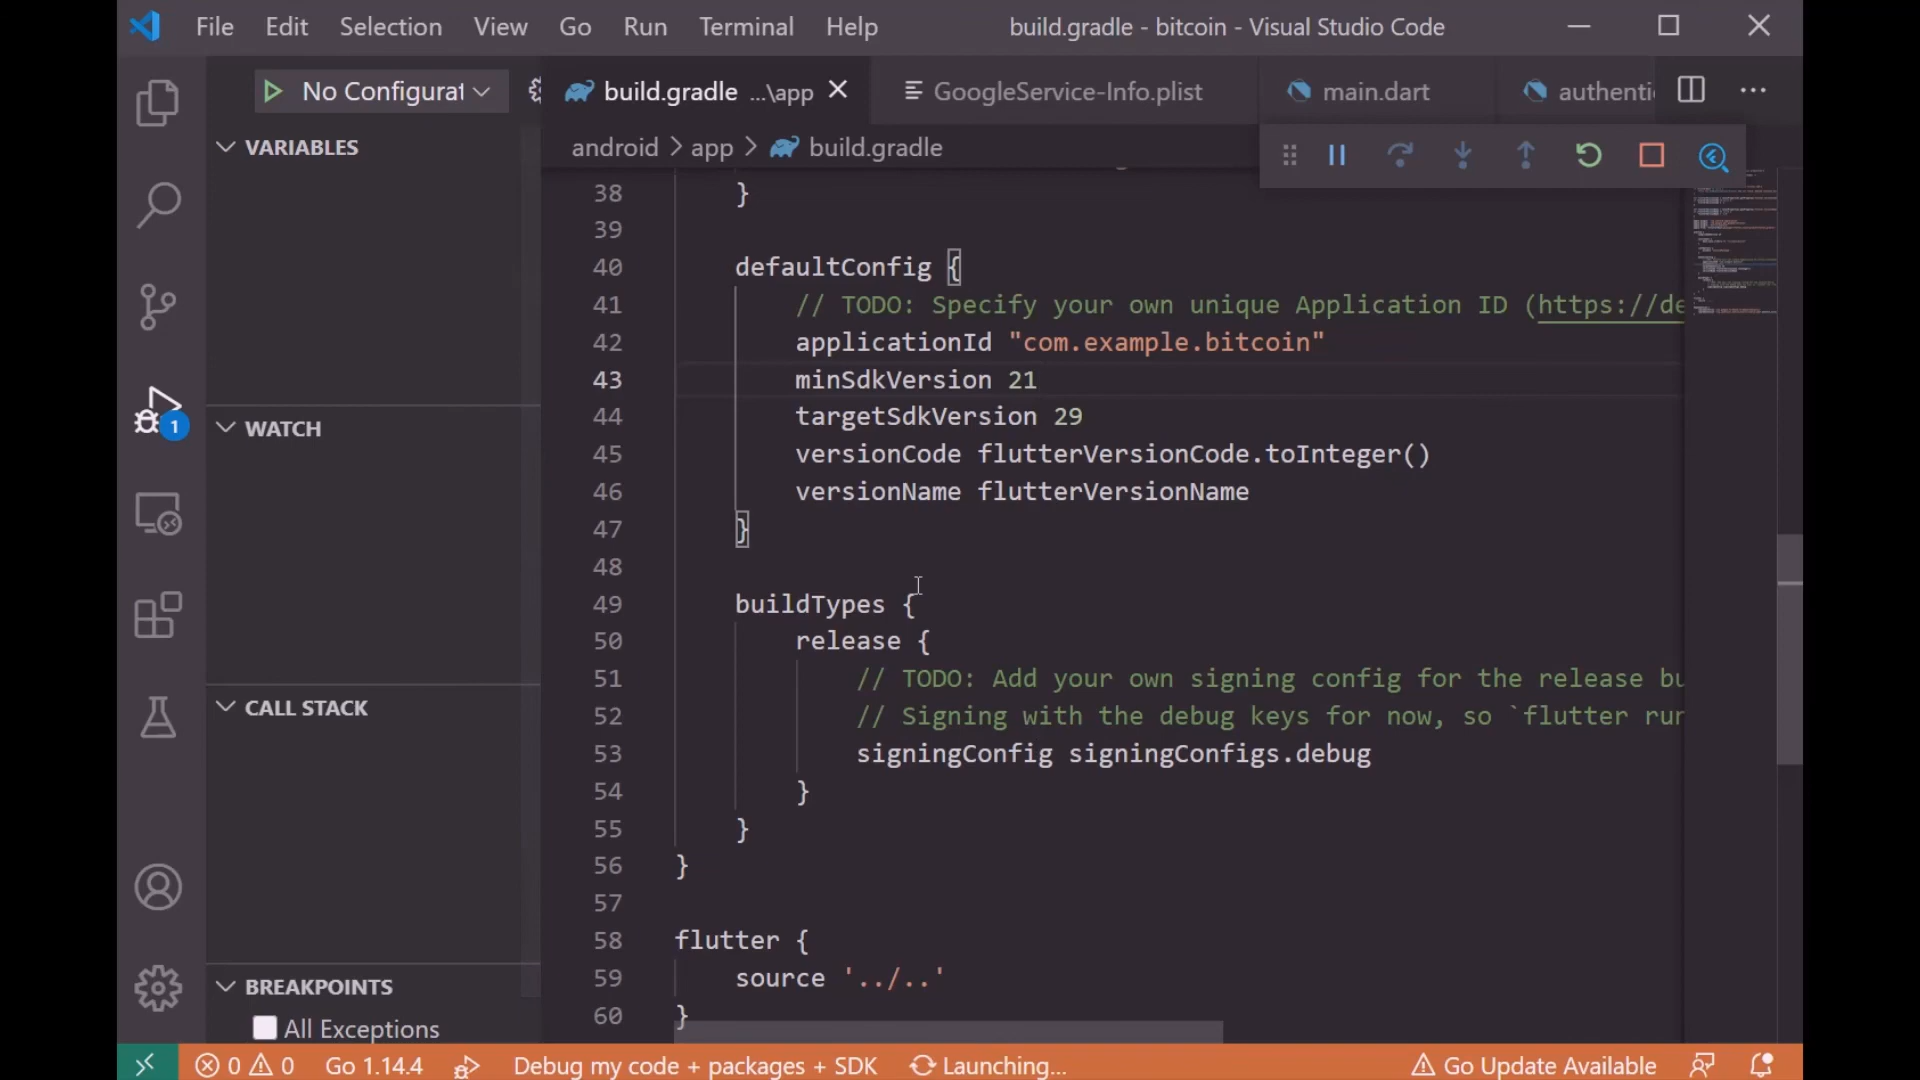 File Edit Selection View Go Run Terminal Help build.gradle - bitcoin - Visual Studio Code
No Configurat
build.gradle ...\app
GoogleService-Info.plist
main.dart
authenti
VARIABLES
android > app > build.gradle
38 }
39
40 defaultConfig {
41 // TODO: Specify your own unique Application ID (https://de
42 applicationId "com.example.bitcoin"
43 minSdkVersion 21
44 targetSdkVersion 29
45 versionCode flutterVersionCode.toInteger()
46 versionName flutterVersionName
47 }
48
49 buildTypes {
50 release {
51 // TODO: Add your own signing config for the release bu
52 // Signing with the debug keys for now, so `flutter run
53 signingConfig signingConfigs.debug
54 }
55 }
56 }
57
58 flutter {
59 source '../..'
60 }
1
WATCH
CALL STACK
BREAKPOINTS
All Exceptions
0 0 Go 1.14.4 Debug my code + packages + SDK Launching... Go Update Available